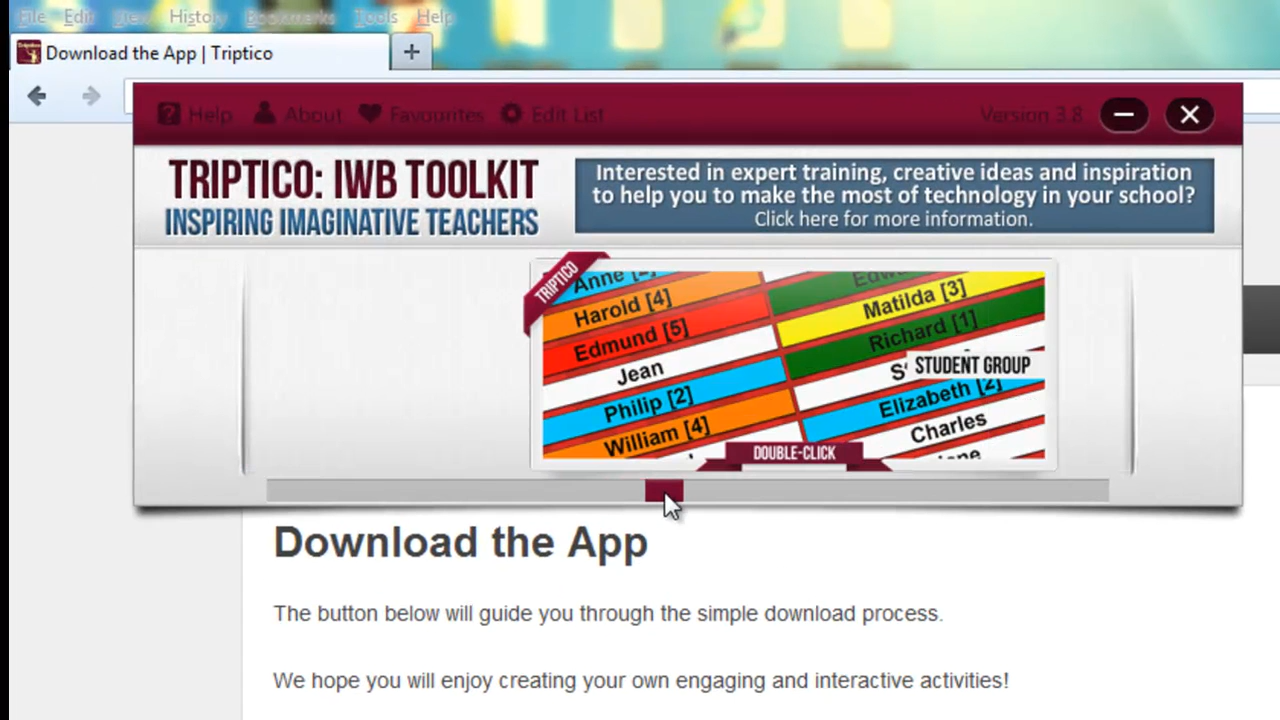 File Edit View History Bookmarks Tools Help
Download the App | Triptico
Help About Favourites Edit List Version 3.8
TRIPTICO: IWB TOOLKIT
INSPIRING IMAGINATIVE TEACHERS
Interested in expert training, creative ideas and inspiration
to help you to make the most of technology in your school?
Click here for more information.
TRIPTICO
Anne
Harold [4]
Edmund [5]
Jean
Philip [2]
William [4]
Matilda [3]
Richard [1]
STUDENT GROUP
Elizabeth [2]
Charles
DOUBLE-CLICK
Download the App
The button below will guide you through the simple download process.
We hope you will enjoy creating your own engaging and interactive activities!